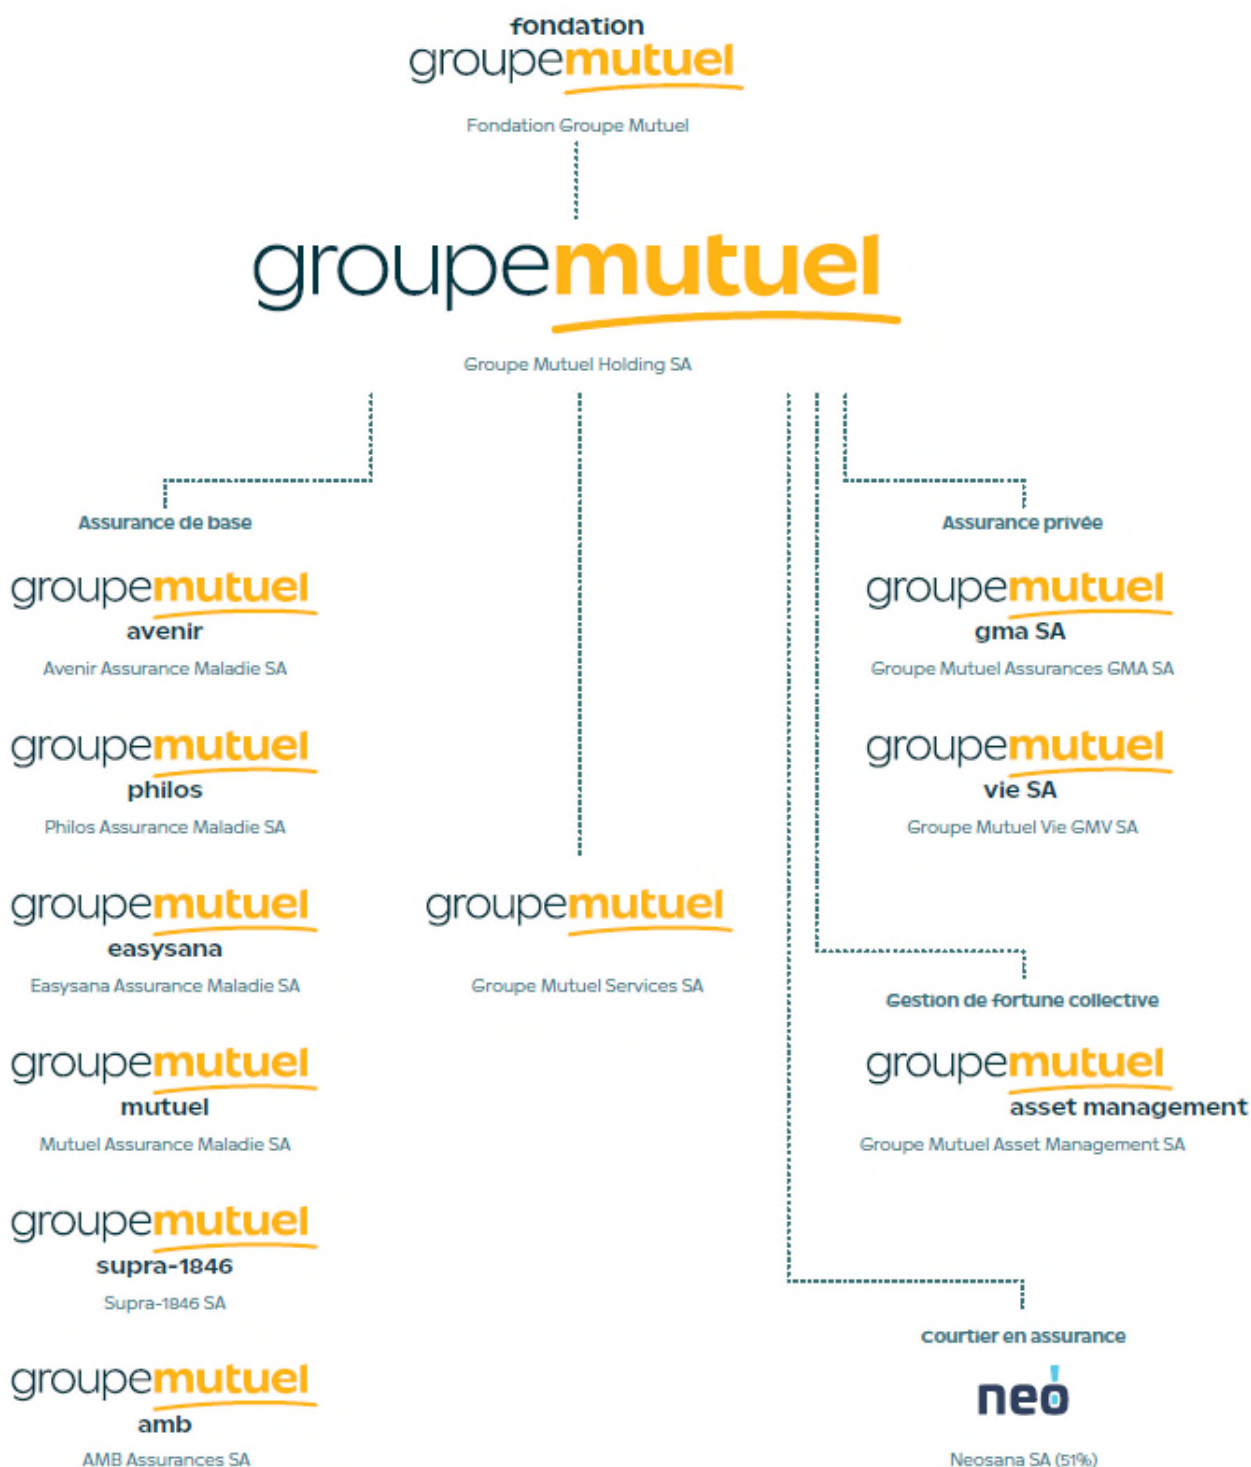 fondation
groupemutuel
Fondation Groupe Mutuel
groupemutuel
Groupe Mutuel Holding SA
Assurance de base
groupemutuel
avenir
Avenir Assurance Maladie SA
groupemutuel
philos
Philos Assurance Maladie SA
groupemutuel
easysana
Easysana Assurance Maladie SA
groupemutuel
mutuel
Mutuel Assurance Maladie SA
groupemutuel
supra-1846
Supra-1846 SA
groupemutuel
amb
AMB Assurances SA
groupemutuel
Groupe Mutuel Services SA
Assurance privée
groupemutuel
gma SA
Groupe Mutuel Assurances GMA SA
groupemutuel
vie SA
Groupe Mutuel Vie GMV SA
Gestion de fortune collective
groupemutuel
asset management
Groupe Mutuel Asset Management SA
Courtier en assurance
neo
Neosana SA (51%)